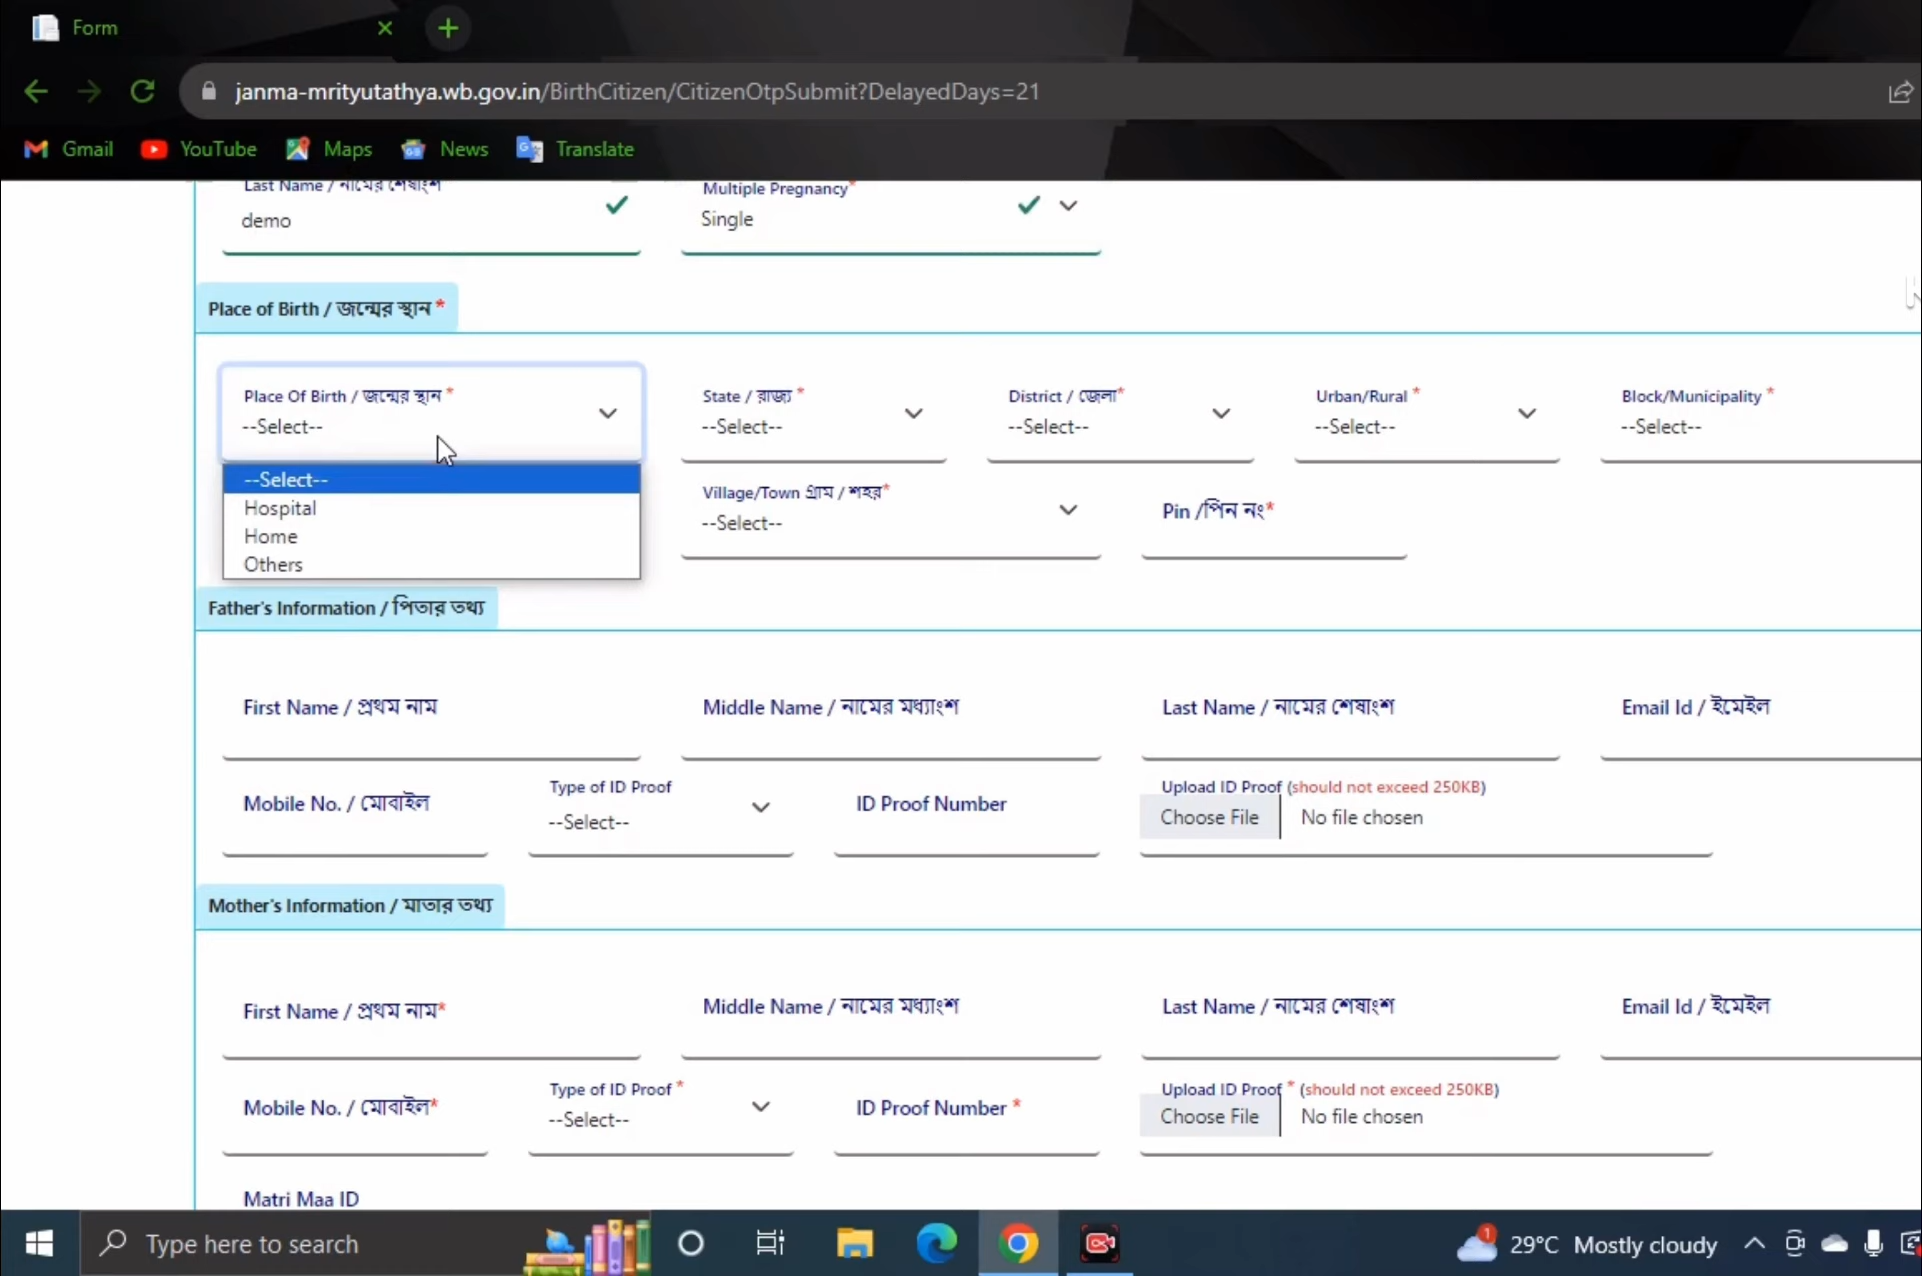 Form
janma-mrityutathya.wb.gov.in/BirthCitizen/CitizenOtpSubmit?DelayedDays=21
Gmail YouTube Maps News Translate
Last Name / নামের শেষাংশ Multiple Pregnancy*
demo Single
Place of Birth / জন্মের স্থান *
Place Of Birth / জন্মের স্থান * State / রাজ্য * District / জেলা* Urban/Rural * Block/Municipality *
--Select-- --Select-- --Select-- --Select-- --Select--
--Select--
Hospital
Home
Others
Village/Town গ্রাম / শহর* Pin /পিন নং*
--Select--
Father's Information / পিতার তথ্য
First Name / প্রথম নাম Middle Name / নামের মধ্যাংশ Last Name / নামের শেষাংশ Email Id / ইমেইল
Mobile No. / মোবাইল Type of ID Proof ID Proof Number Upload ID Proof (should not exceed 250KB)
--Select-- Choose File No file chosen
Mother's Information / মাতার তথ্য
First Name / প্রথম নাম* Middle Name / নামের মধ্যাংশ Last Name / নামের শেষাংশ Email Id / ইমেইল
Mobile No. / মোবাইল* Type of ID Proof * ID Proof Number * Upload ID Proof * (should not exceed 250KB)
--Select-- Choose File No file chosen
Matri Maa ID
Type here to search 1 29°C Mostly cloudy